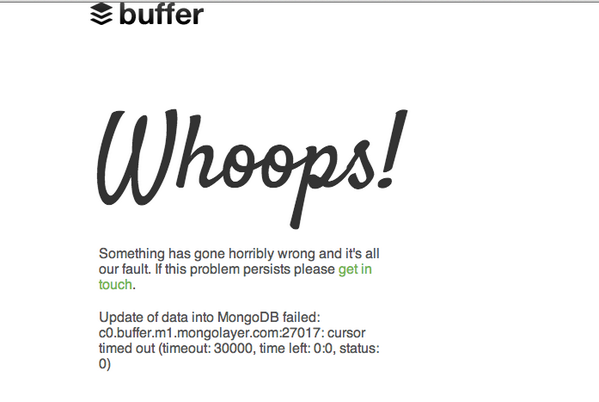 buffer
Whoops!
Something has gone horribly wrong and it's all
our fault. If this problem persists please get in
touch.
Update of data into MongoDB failed:
c0.buffer.m1.mongolayer.com:27017: cursor
timed out (timeout: 30000, time left: 0:0, status:
0)